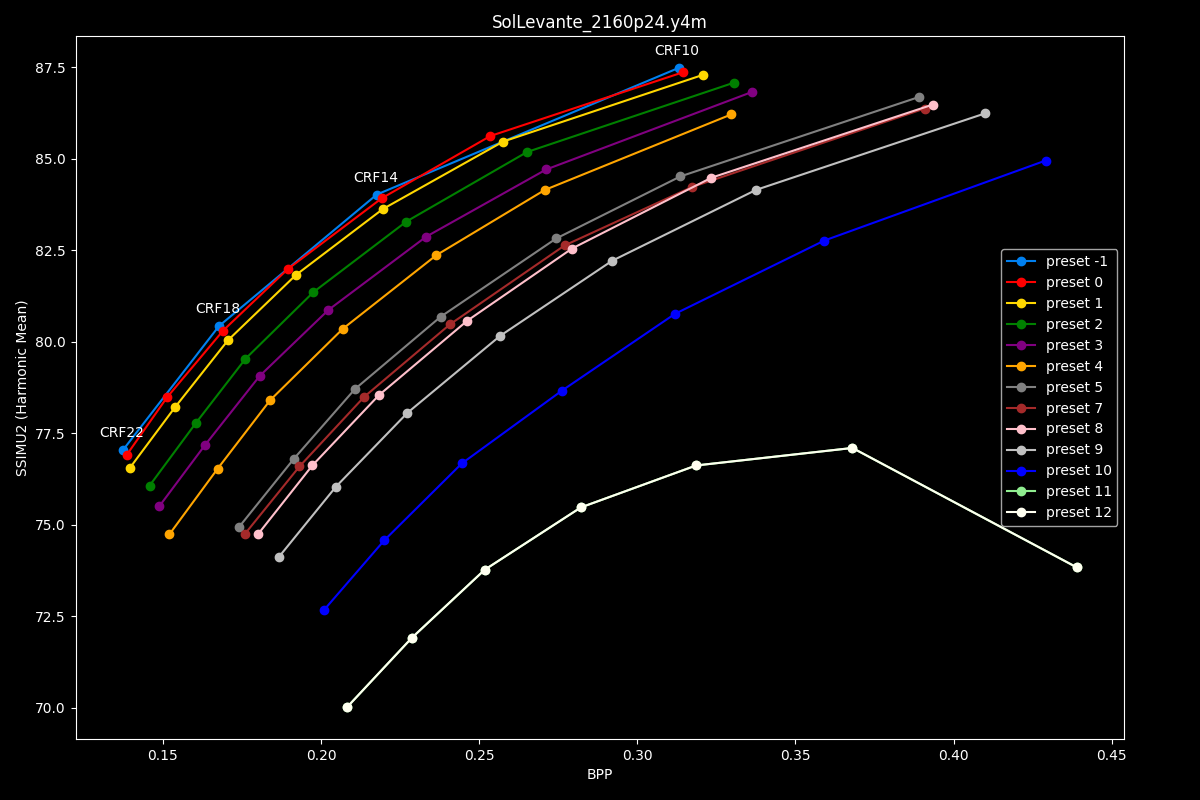 SolLevante_2160p24.y4m
CRF10
CRF14
CRF18
CRF22
87.5
85.0
82.5
80.0
77.5
75.0
72.5
70.0
SSIMU2 (Harmonic Mean)
preset -1
preset 0
preset 1
preset 2
preset 3
preset 4
preset 5
preset 7
preset 8
preset 9
preset 10
preset 11
preset 12
0.15 0.20 0.25 0.30 0.35 0.40 0.45
BPP